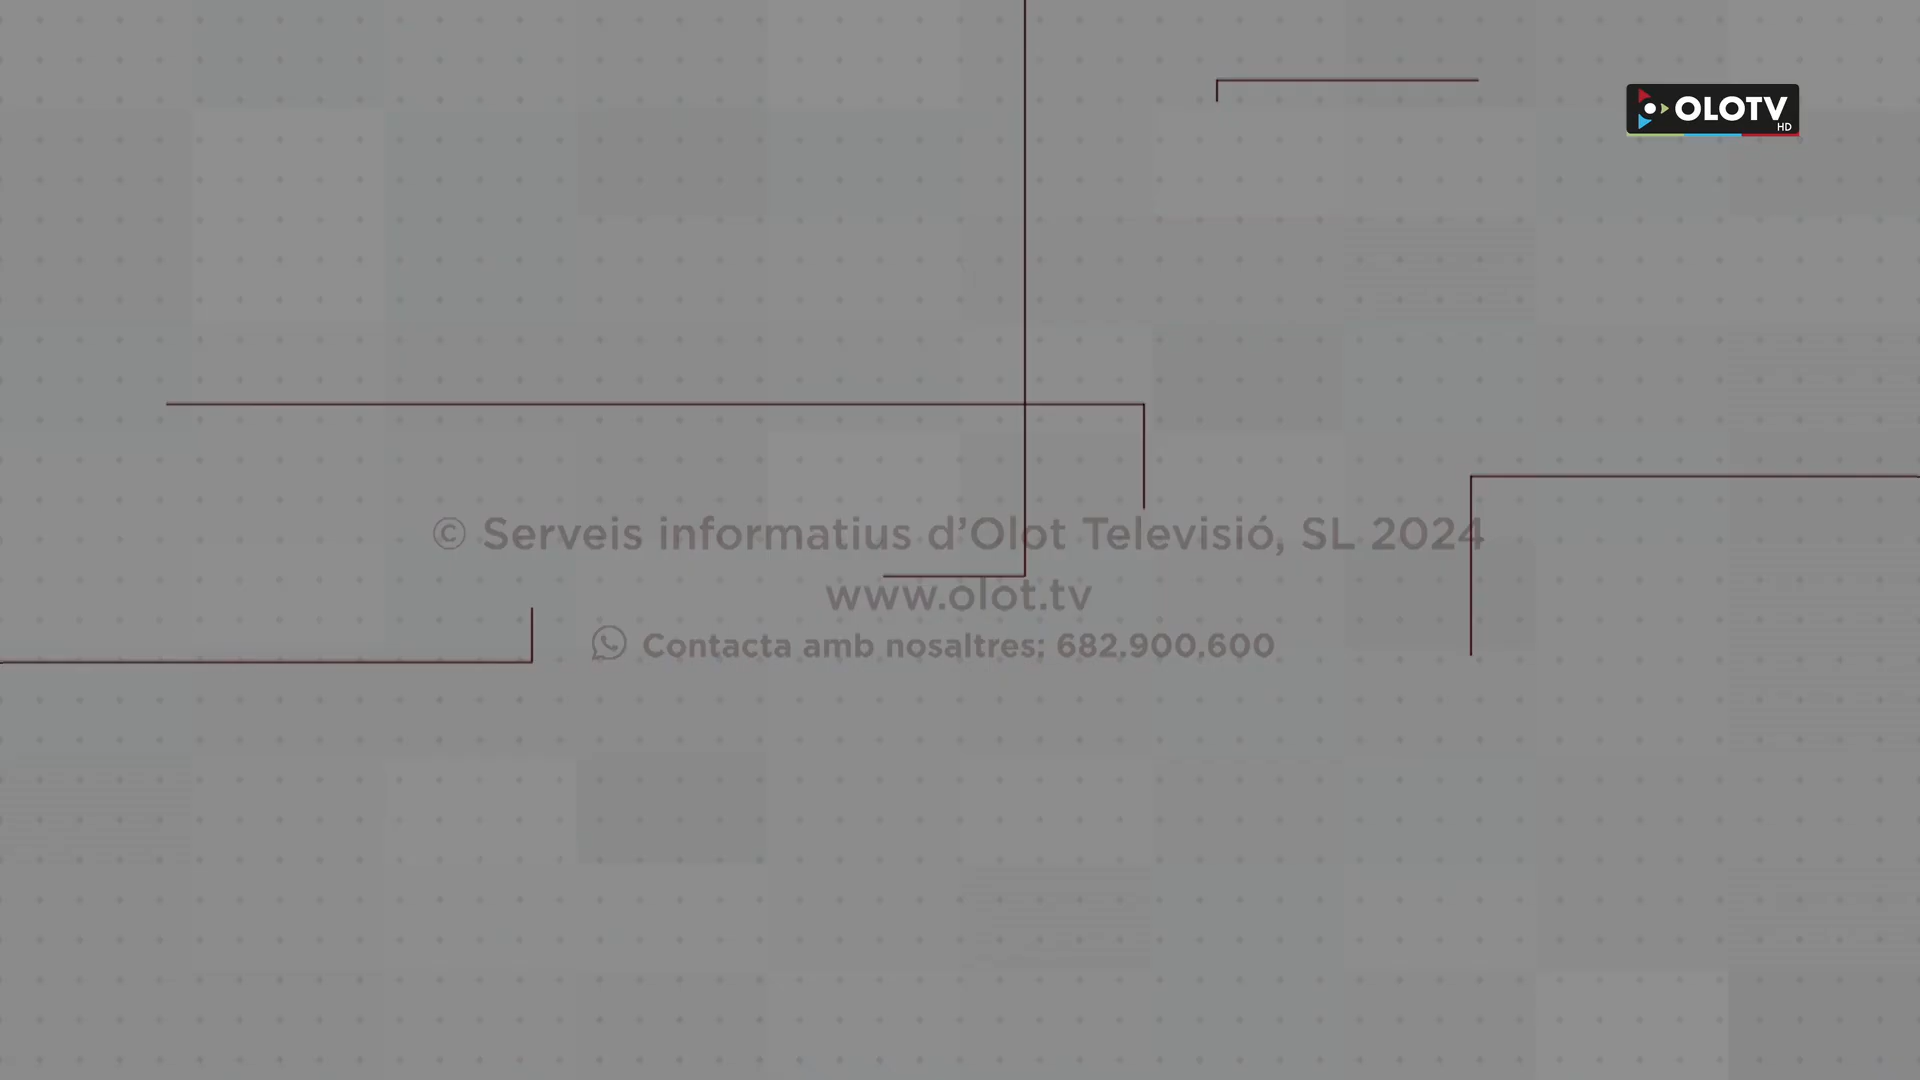 OLOTV
HD
© Serveis informatius d'Olot Televisió, SL 2024
www.olot.tv
Contacta amb nosaltres: 682.900.600